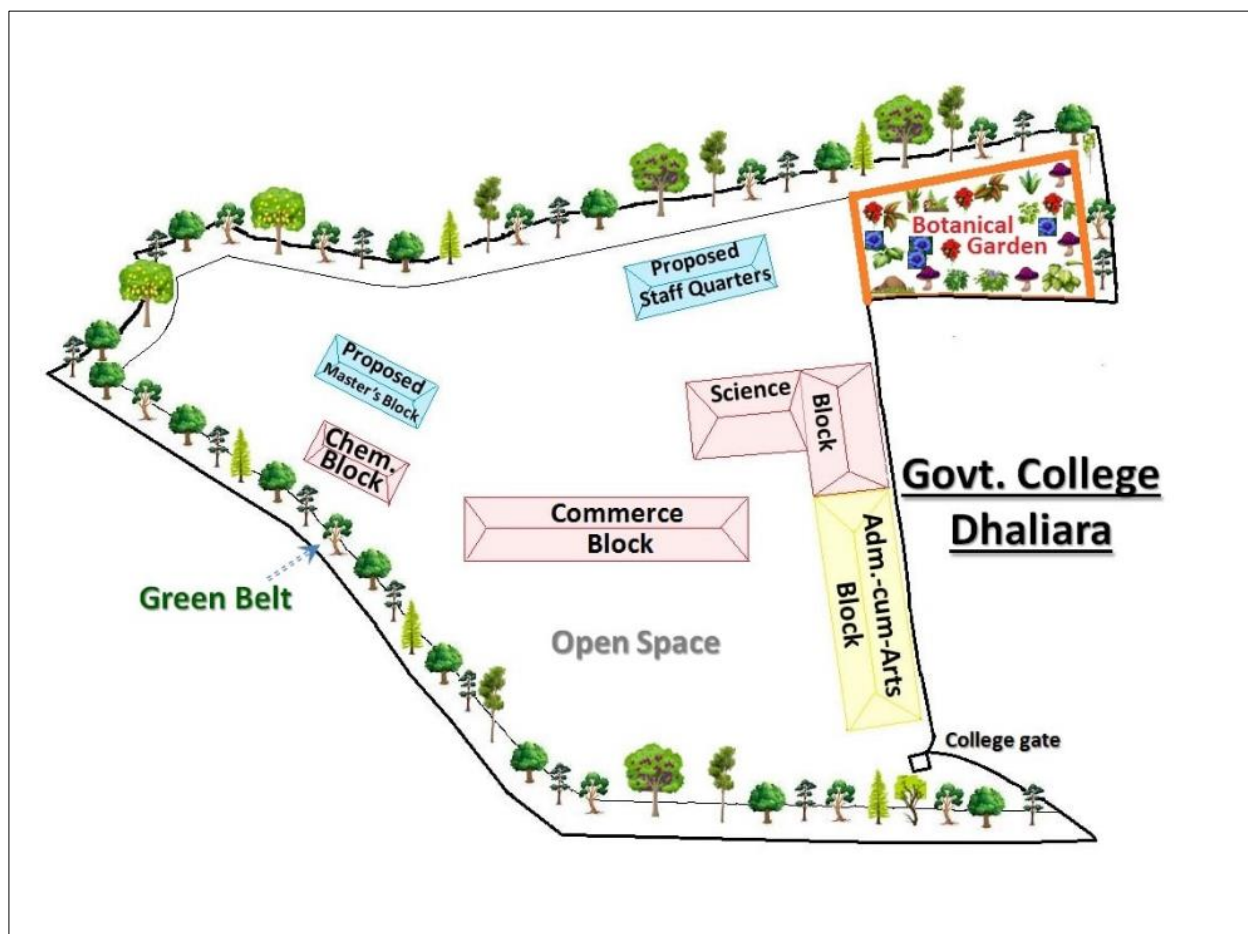 Botanical
Garden
Proposed
Staff Quarters
Proposed
Master's Block
Science
Block
Chem.
Block
Govt. College
Dhaliara
Commerce
Block
Adm.-cum-Arts
Block
Green Belt
Open Space
College gate